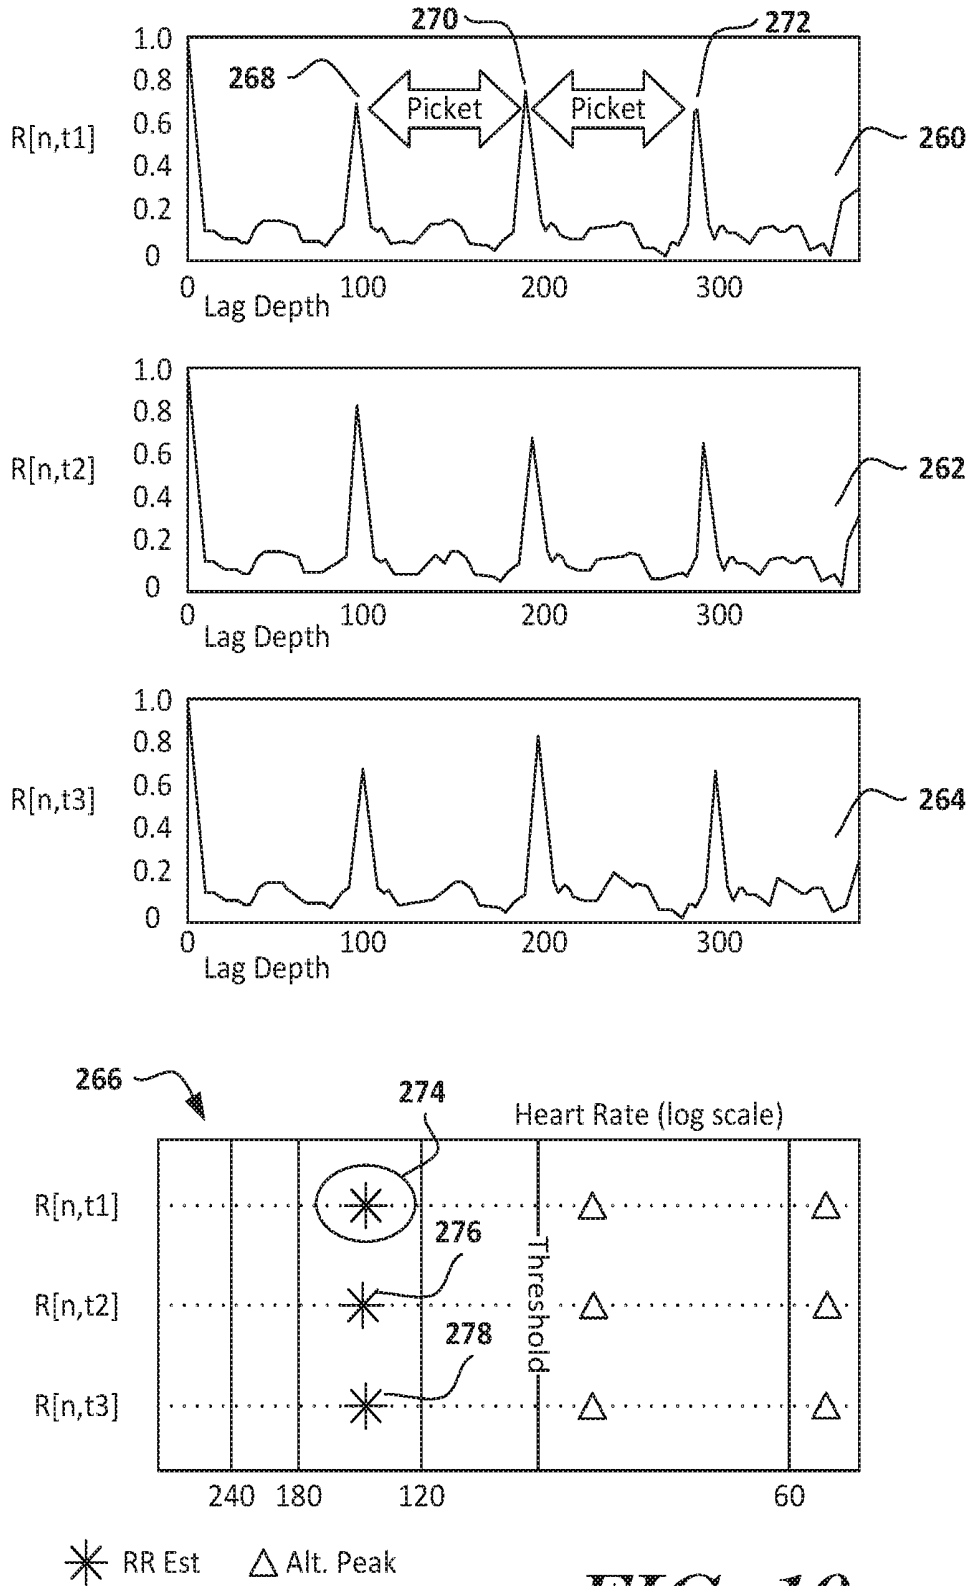 270
272
268
1.0
0.8
0.6
0.4
0.2
0
R[n,t1]
Picket
Picket
260
0 100 200 300
Lag Depth
1.0
0.8
0.6
0.4
0.2
0
R[n,t2]
262
0 100 200 300
Lag Depth
1.0
0.8
0.6
0.4
0.2
0
R[n,t3]
264
0 100 200 300
Lag Depth
266
274
Heart Rate (log scale)
R[n,t1]
276
R[n,t2]
Threshold
278
R[n,t3]
240 180 120 60
RR Est
Alt. Peak